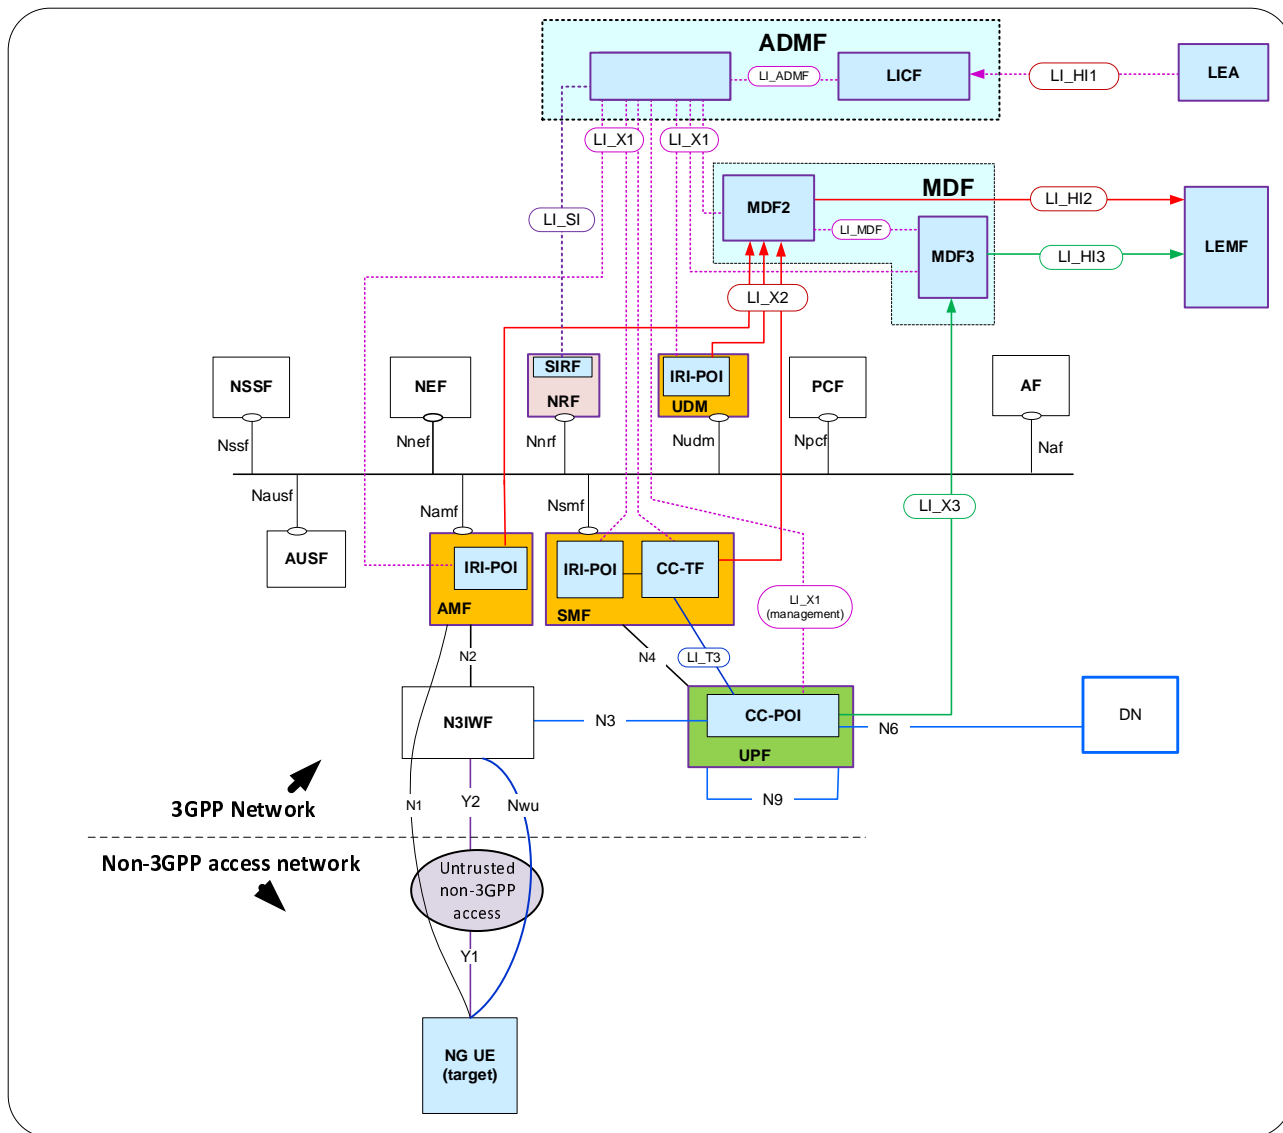 ADMF
LI_ADMF
LICF
LI_HI1
LEA
LI_X1
LI_X1
MDF
MDF2
LI_HI2
LI_SI
LI_MDF
LEMF
MDF3
LI_HI3
LI_X2
SIRF
NRF
IRI-POI
UDM
NSSF
NEF
PCF
AF
Nssf
Nnef
Nnrf
Nudm
Npcf
Naf
Nausf
Namf
Nsmf
LI_X3
AUSF
IRI-POI
AMF
IRI-POI
CC-TF
SMF
LI_X1
(management)
N2
N4
LI_T3
N3IWF
N3
CC-POI
UPF
N6
DN
N9
3GPP Network
N1
Y2
Nwu
Non-3GPP access network
Untrusted
non-3GPP
access
Y1
NG UE
(target)